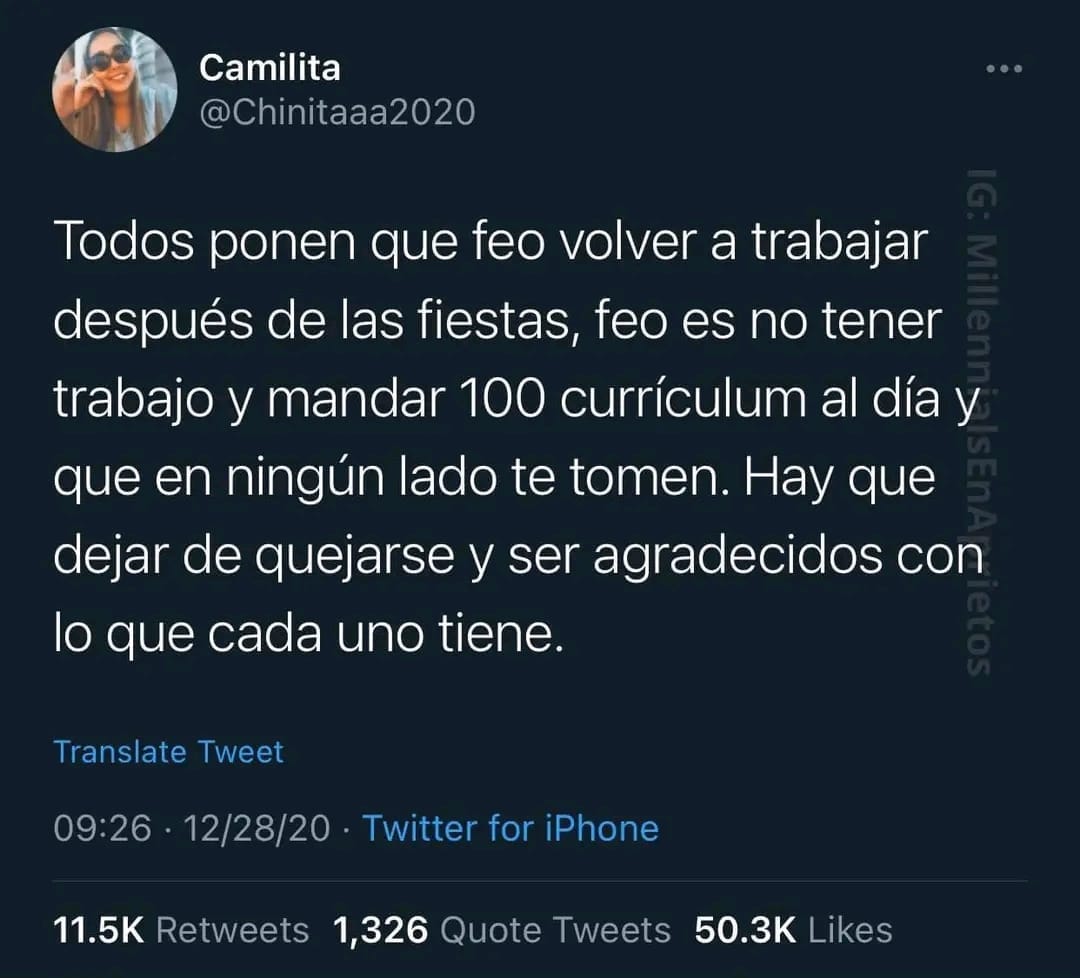 Camilita
@Chinitaaa2020
Todos ponen que feo volver a trabajar
después de las fiestas, feo es no tener
trabajo y mandar 100 currículum al día y
que en ningún lado te tomen. Hay que
dejar de quejarse y ser agradecidos con
lo que cada uno tiene.
IG: MillennialsEnAprietos
Translate Tweet
09:26 · 12/28/20 · Twitter for iPhone
11.5K Retweets 1,326 Quote Tweets 50.3K Likes